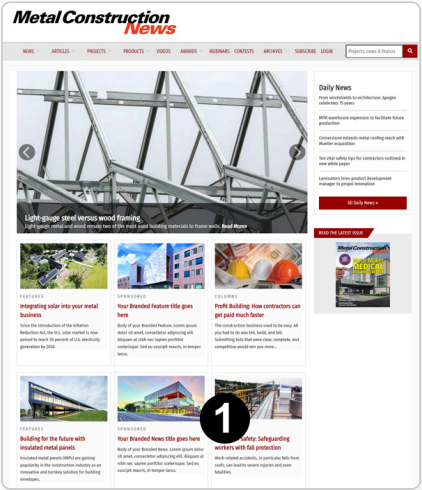 Metal Construction
News
NEWS ARTICLES PROJECTS PRODUCTS VIDEOS AWARDS WEBINARS CONTESTS ARCHIVES SUBSCRIBE LOGIN
Projects, news & feature
Light-gauge steel versus wood framing
Light-gauge metal and wood remain two of the most used building materials to frame walls. Read More»
Daily News
From windshields to architecture: Apogee
celebrates 75 years
MPM warehouse expansion to facilitate future
production
Cornerstone extends metal roofing reach with
Mueller acquisition
Ten vital safety tips for contractors outlined in
new white paper
Laminators hires product development
manager to propel innovation
All Daily News »
READ THE LATEST ISSUE
Metal Construction
MEDICAL
FEATURES
Integrating solar into your metal
business
Since the introduction of the Inflation
Reduction Act, the U.S. solar market is now
poised to reach 30 percent of U.S. electricity
generation by 2030.
SPONSORED
Your Branded Feature title goes
here
Body of your Branded Feature. Lorem ipsum
dolor sit amet, consectetur adipiscing elit.
Aliquam at nibh nec sapien porttitor
scelerisque. Sed eu suscipit mauris, in tempor
lacus.
COLUMNS
Profit Building: How contractors can
get paid much faster
The construction business used to be easy. All
you had to do was bid, build, and bill.
Submitting bids that were clear, complete, and
competitive would win you more...
FEATURES
Building for the future with
insulated metal panels
Insulated metal panels (IMPs) are gaining
popularity in the construction industry as an
innovative and turnkey solution for building
envelopes.
SPONSORED
Your Branded News title goes here
Body of your Branded News. Lorem ipsum dolor
sit amet, consectetur adipiscing elit. Aliquam at
nibh nec sapien porttitor scelerisque. Sed eu
suscipit mauris, in tempor lacus.
1
Safety: Safeguarding
workers with fall protection
Work-related accidents, in particular falls from
roofs, can lead to severe injuries and even
fatalities.